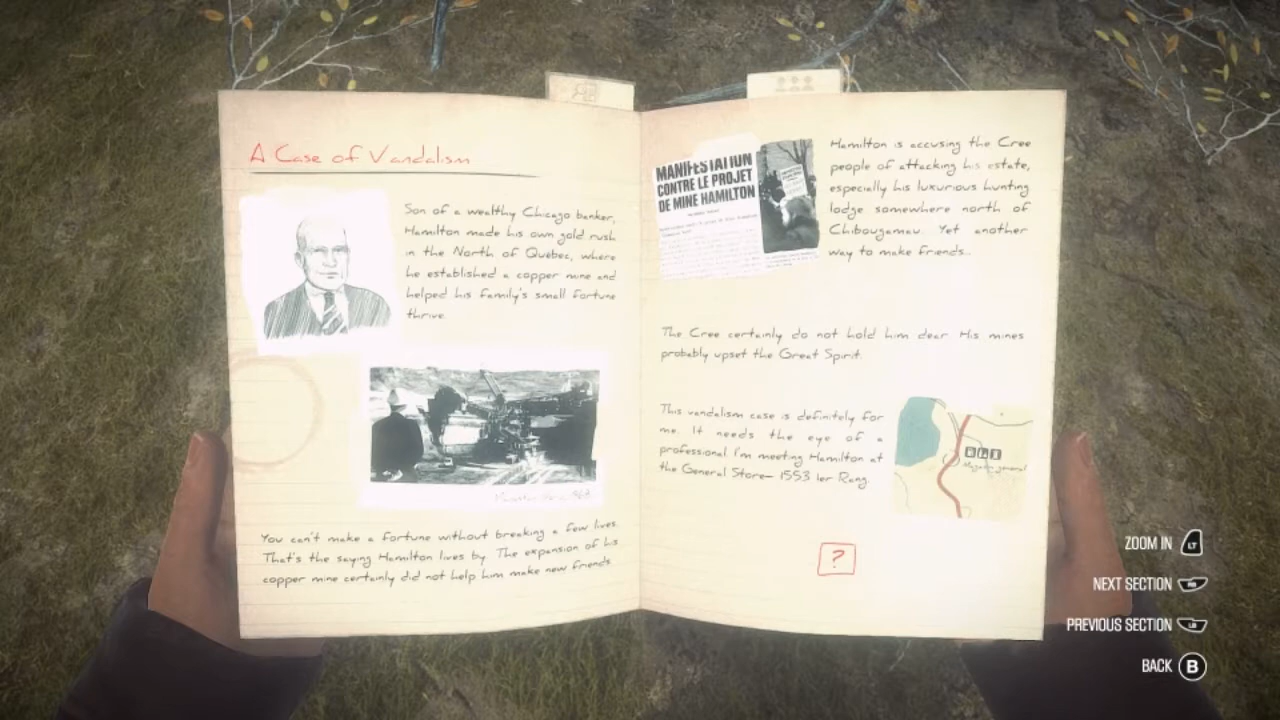 A Case of Vandalism
Son of a wealthy Chicago banker,
Hamilton made his own gold rush
in the North of Québec, where
he established a copper mine and
helped his family's small fortune
thrive.
You can't make a fortune without breaking a few lives.
That's the saying Hamilton lives by. The expansion of his
copper mine certainly did not help him make new friends.
MANIFESTATION
CONTRE LE PROJET
DE MINE HAMILTON
Hamilton is accusing the Cree
people of attacking his estate,
especially his luxurious hunting
lodge somewhere north of
Chibougamau. Yet another
way to make friends...
The Cree certainly do not hold him dear. His mines
probably upset the Great Spirit.
This vandalism case is definitely for
me. It needs the eye of a
professional. I'm meeting Hamilton at
the General Store- 1553 1er Rang.
Magasin general
?
ZOOM IN LT
NEXT SECTION RB
PREVIOUS SECTION LB
BACK B